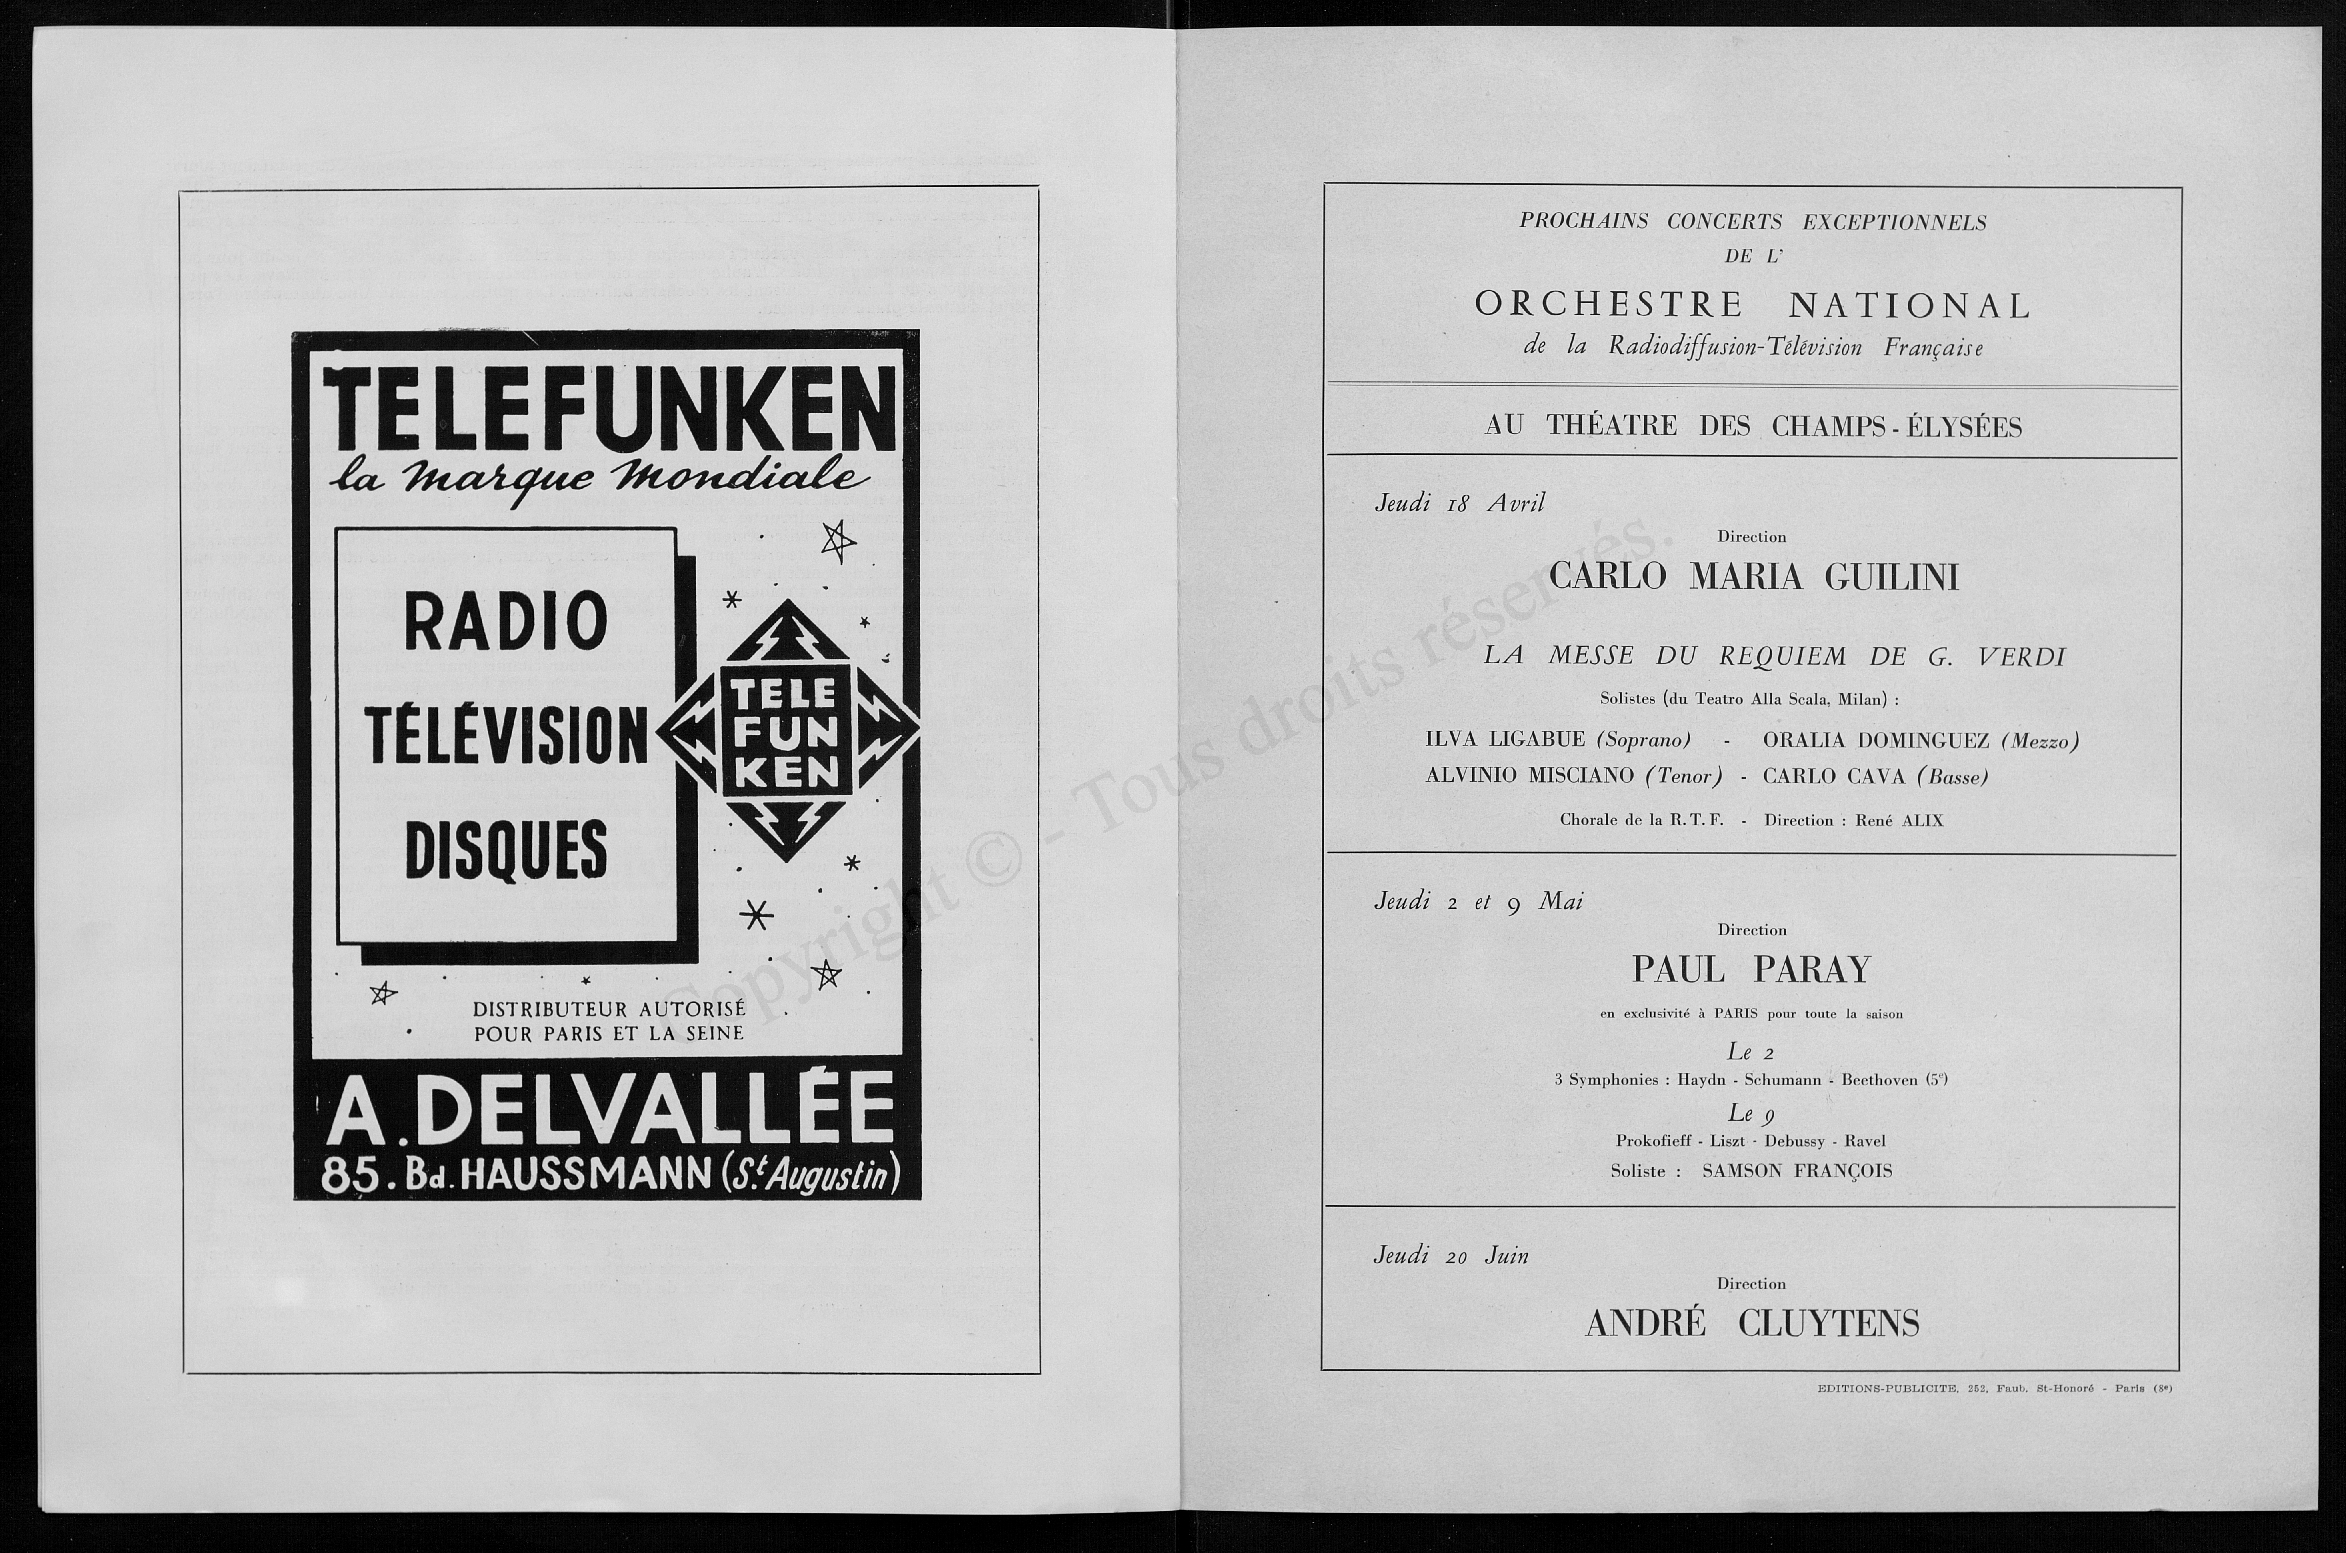 TELEFUNKEN
la marque mondiale
RADIO
TÉLÉVISION
DISQUES
TELE
FUN
KEN
DISTRIBUTEUR AUTORISÉ
POUR PARIS ET LA SEINE
A. DELVALLÉE
85. Bd. HAUSSMANN (St. Augustin)
PROCHAINS CONCERTS EXCEPTIONNELS
DE L'
ORCHESTRE NATIONAL
de la Radiodiffusion-Télévision Française
AU THÉATRE DES CHAMPS-ÉLYSÉES
Jeudi 18 Avril
Direction
CARLO MARIA GUILINI
LA MESSE DU REQUIEM DE G. VERDI
Solistes (du Teatro Alla Scala, Milan) :
ILVA LIGABUE (Soprano) - ORALIA DOMINGUEZ (Mezzo)
ALVINIO MISCIANO (Tenor) - CARLO CAVA (Basse)
Chorale de la R.T.F. - Direction : René ALIX
Jeudi 2 et 9 Mai
Direction
PAUL PARAY
en exclusivité à PARIS pour toute la saison
Le 2
3 Symphonies : Haydn - Schumann - Beethoven (5e)
Le 9
Prokofieff - Liszt - Debussy - Ravel
Soliste : SAMSON FRANÇOIS
Jeudi 20 Juin
Direction
ANDRÉ CLUYTENS
EDITIONS-PUBLICITE, 252, Faub. St-Honoré - Paris (8e)
Copyright © - Tous droits réservés.